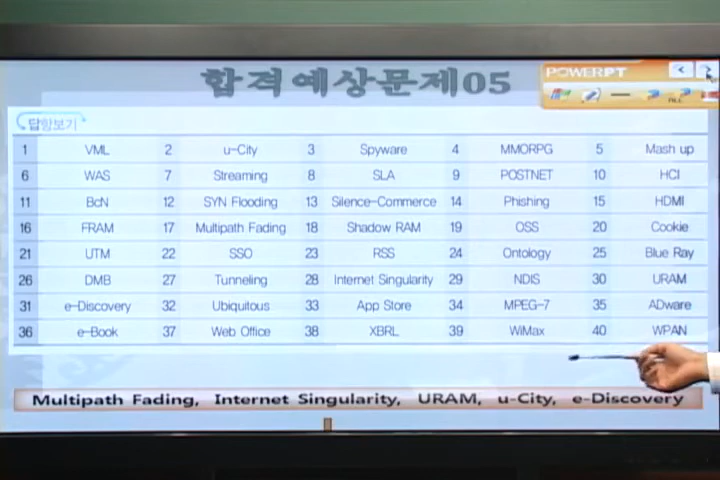 합격예상문제05
POWERPT
답항보기
1 VML 2 u-City 3 Spyware 4 MMORPG 5 Mash up
6 WAS 7 Streaming 8 SLA 9 POSTNET 10 HCI
11 BcN 12 SYN Flooding 13 Silence-Commerce 14 Phishing 15 HDMI
16 FRAM 17 Multipath Fading 18 Shadow RAM 19 OSS 20 Cookie
21 UTM 22 SSO 23 RSS 24 Ontology 25 Blue Ray
26 DMB 27 Tunneling 28 Internet Singularity 29 NDIS 30 URAM
31 e-Discovery 32 Ubiquitous 33 App Store 34 MPEG-7 35 ADware
36 e-Book 37 Web Office 38 XBRL 39 WiMax 40 WPAN
Multipath Fading, Internet Singularity, URAM, u-City, e-Discovery